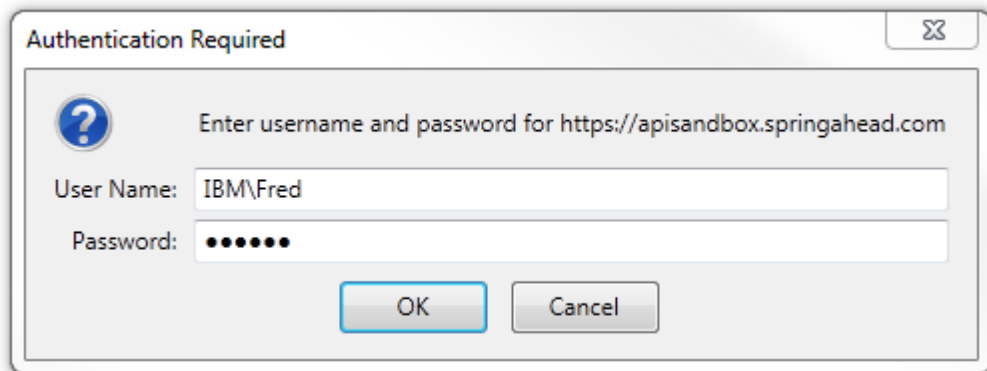 Authentication Required
Enter username and password for https://apisandbox.springahead.com
User Name: IBM\Fred
Password: ●●●●●●
OK Cancel